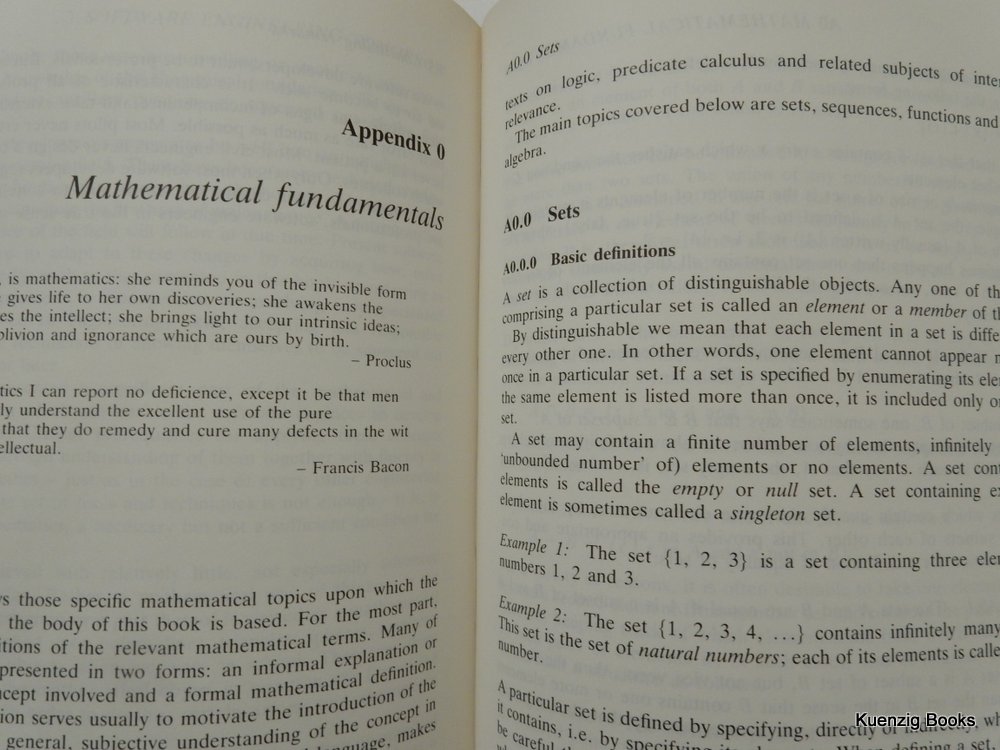 Appendix 0
Mathematical fundamentals
, is mathematics: she reminds you of the invisible form
gives life to her own discoveries; she awakens the
es the intellect; she brings light to our intrinsic ideas;
blivion and ignorance which are ours by birth.
– Proclus
tics I can report no deficience, except it be that men
ly understand the excellent use of the pure
that they do remedy and cure many defects in the wit
tellectual.
– Francis Bacon
s those specific mathematical topics upon which the
the body of this book is based. For the most part,
itions of the relevant mathematical terms. Many of
presented in two forms: an informal explanation or
cept involved and a formal mathematical definition.
ion serves usually to motivate the introduction of the
general, subjective understanding of the concept in
language, makes
A0.0 Sets
texts on logic, predicate calculus and related subjects of inter
relevance.
The main topics covered below are sets, sequences, functions and
algebra.
A0.0 Sets
A0.0.0 Basic definitions
A set is a collection of distinguishable objects. Any one of th
comprising a particular set is called an element or a member of th
By distinguishable we mean that each element in a set is diffe
every other one. In other words, one element cannot appear m
once in a particular set. If a set is specified by enumerating its ele
the same element is listed more than once, it is included only o
set.
A set may contain a finite number of elements, infinitely
'unbounded number' of) elements or no elements. A set cont
elements is called the empty or null set. A set containing ex
element is sometimes called a singleton set.
Example 1: The set {1, 2, 3} is a set containing three ele
numbers 1, 2 and 3.
Example 2: The set {1, 2, 3, 4, ...} contains infinitely many
This set is the set of natural numbers; each of its elements is calle
number.
A particular set is defined by specifying, directly or indirectly, wh
it contains, i.e. by specifying its
be careful
Kuenzig Books